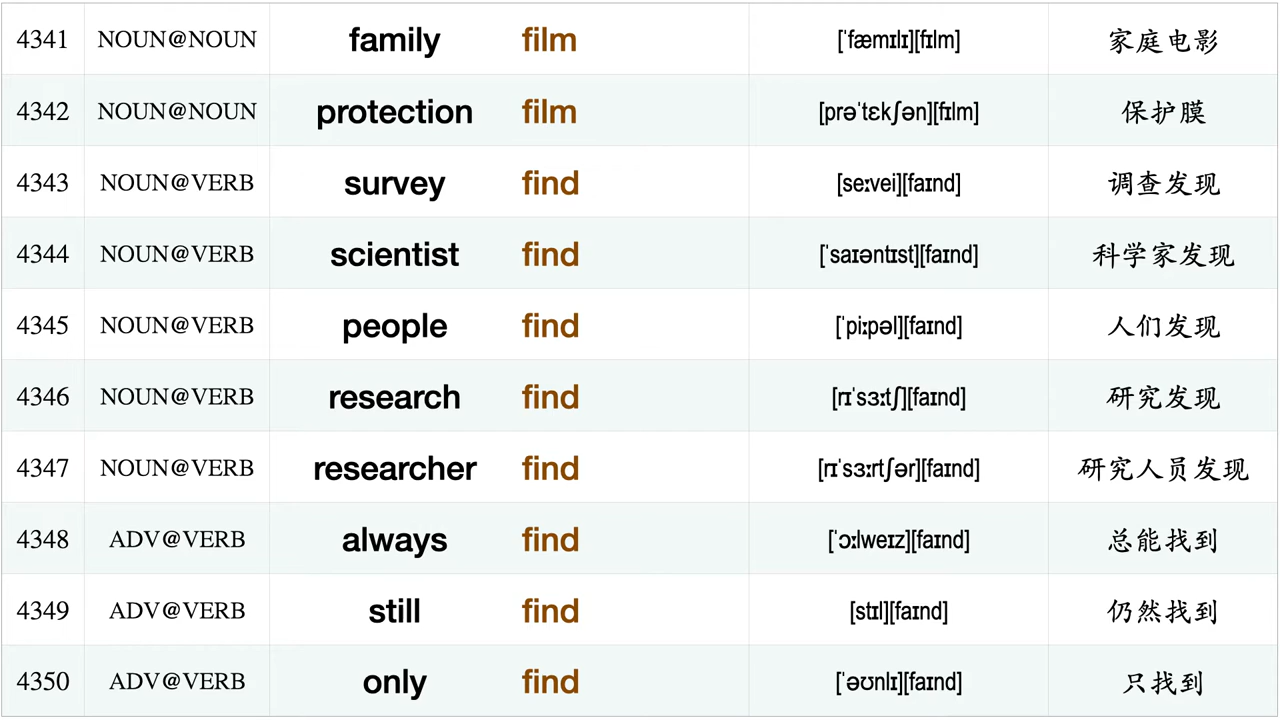 4341 NOUN@NOUN family film [ˈfæmɪlɪ][fɪlm] 家庭电影
4342 NOUN@NOUN protection film [prəˈtɛkʃən][fɪlm] 保护膜
4343 NOUN@VERB survey find [seːvei][faɪnd] 调查发现
4344 NOUN@VERB scientist find [ˈsaɪəntɪst][faɪnd] 科学家发现
4345 NOUN@VERB people find [ˈpiːpəl][faɪnd] 人们发现
4346 NOUN@VERB research find [rɪˈsɜːtʃ][faɪnd] 研究发现
4347 NOUN@VERB researcher find [rɪˈsɜːrtʃər][faɪnd] 研究人员发现
4348 ADV@VERB always find [ˈɔːlweɪz][faɪnd] 总能找到
4349 ADV@VERB still find [stɪl][faɪnd] 仍然找到
4350 ADV@VERB only find [ˈəʊnlɪ][faɪnd] 只找到